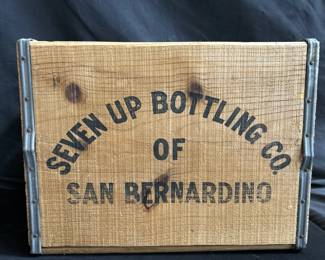 SEVEN UP BOTTLING CO.
OF
SAN BERNARDINO